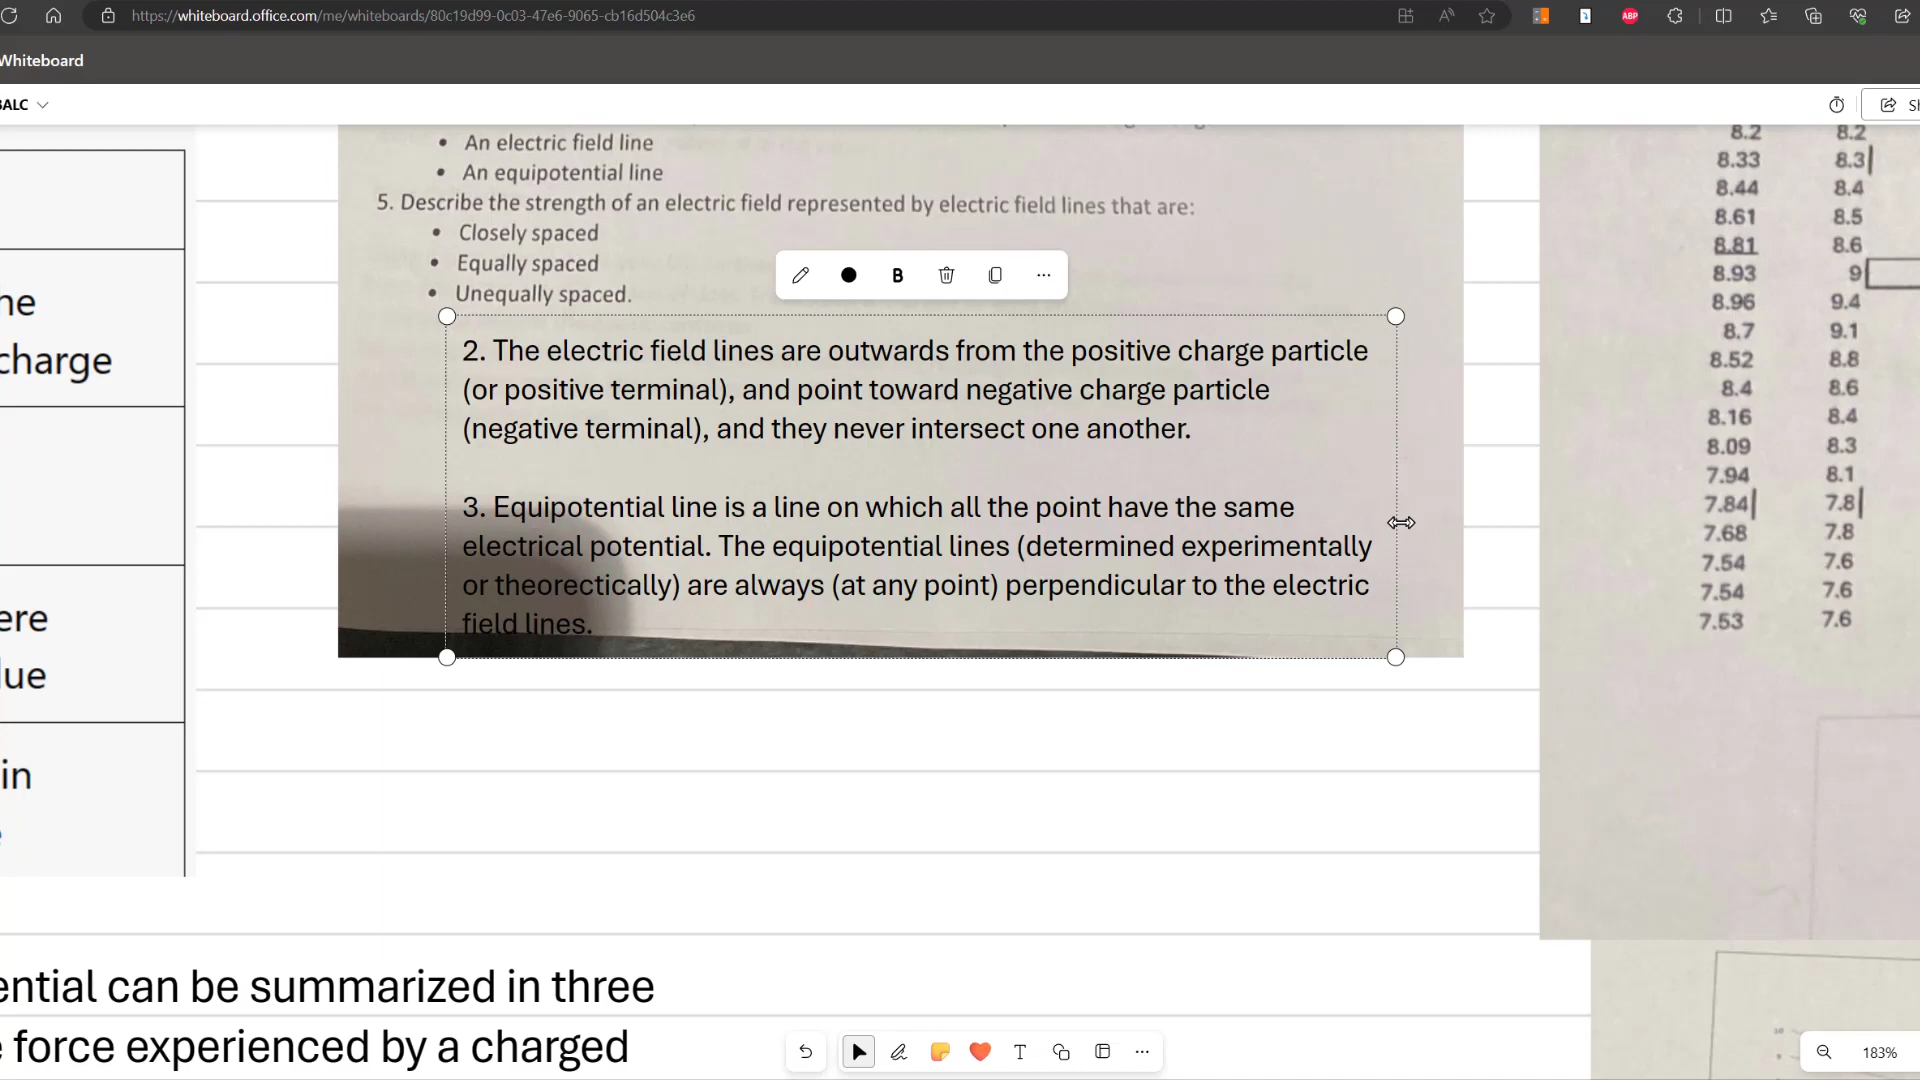 https://whiteboard.office.com/me/whiteboards/80c19d99-0c03-47e6-9065-cb16d504c3e6
ABP
Whiteboard
BALC
Sh
• An electric field line
• An equipotential line
5. Describe the strength of an electric field represented by electric field lines that are:
• Closely spaced
• Equally spaced
• Unequally spaced.
B
2. The electric field lines are outwards from the positive charge particle
(or positive terminal), and point toward negative charge particle
(negative terminal), and they never intersect one another.
3. Equipotential line is a line on which all the point have the same
electrical potential. The equipotential lines (determined experimentally
or theorectically) are always (at any point) perpendicular to the electric
field lines.
he
charge
ere
lue
in
e
8.2 8.2
8.33 8.3
8.44 8.4
8.61 8.5
8.81 8.6
8.93 9
8.96 9.4
8.7 9.1
8.52 8.8
8.4 8.6
8.16 8.4
8.09 8.3
7.94 8.1
7.84 7.8
7.68 7.8
7.54 7.6
7.54 7.6
7.53 7.6
ential can be summarized in three
e force experienced by a charged
T
183%